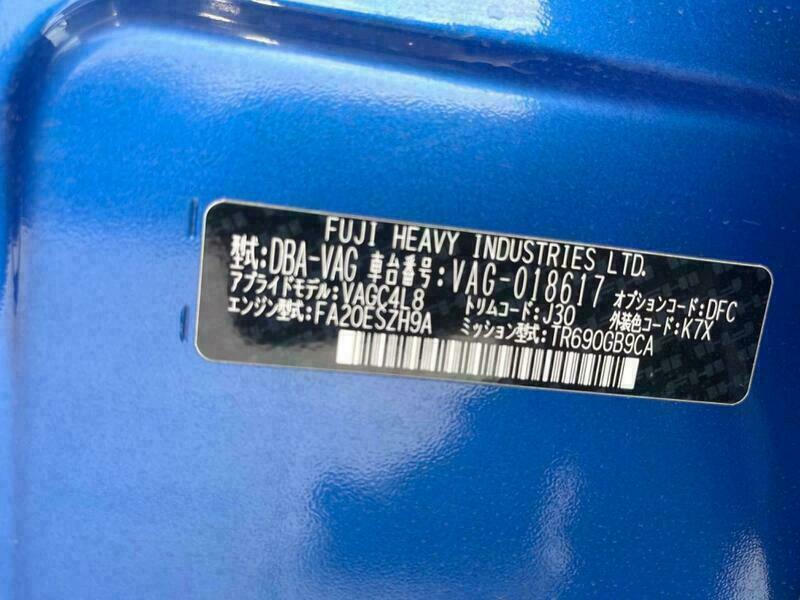 FUJI HEAVY INDUSTRIES LTD.
型式:DBA-VAG 車台番号:VAG-018617 オプションコード:DFC
アプライドモデル:VAGC4L8 トリムコード:J30 外装色コード:K7X
エンジン型式:FA20ESZH9A ミッション型式:TR690GB9CA